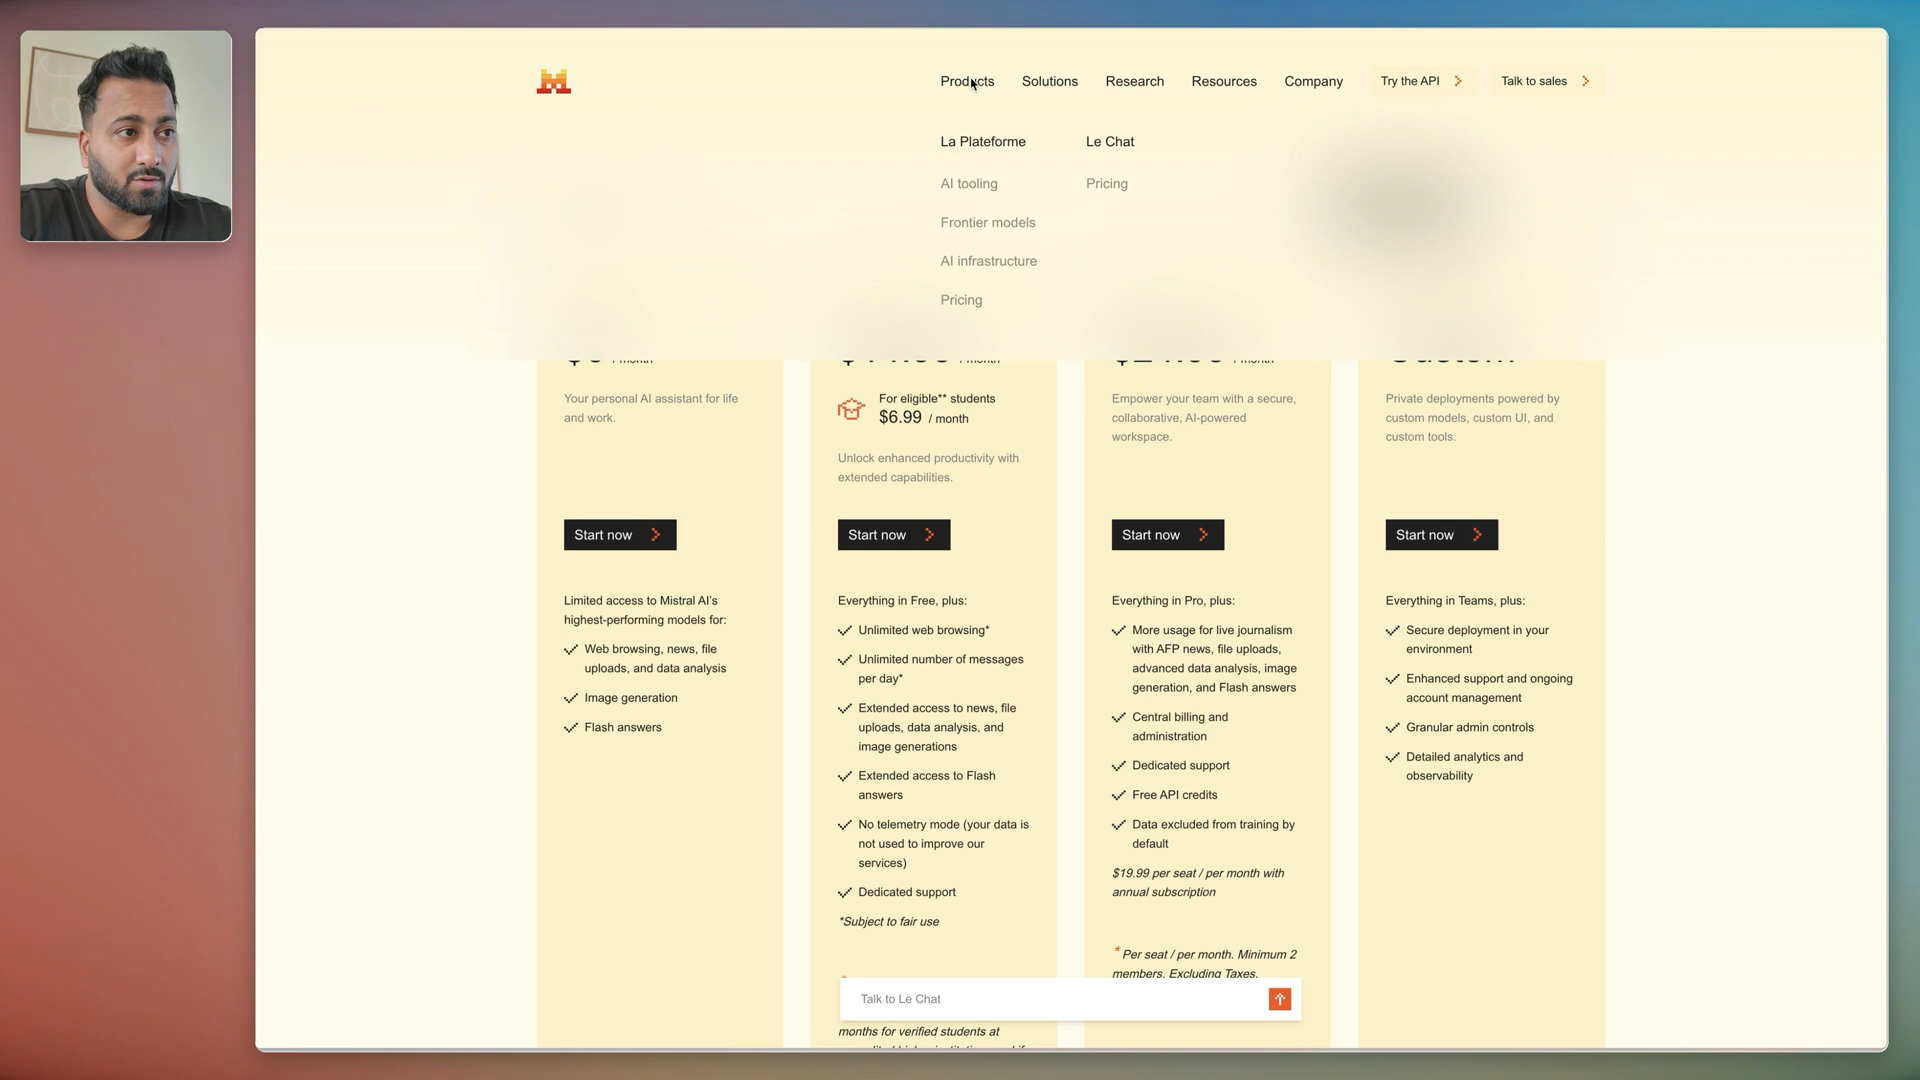 Products Solutions Research Resources Company Try the API Talk to sales
La Plateforme Le Chat
AI tooling Pricing
Frontier models
AI infrastructure
Pricing
/ month
/ month
/ month
Your personal AI assistant for life
and work.
For eligible** students
$6.99 / month
Unlock enhanced productivity with
extended capabilities.
Empower your team with a secure,
collaborative, AI-powered
workspace.
Private deployments powered by
custom models, custom UI, and
custom tools.
Start now
Start now
Start now
Start now
Limited access to Mistral AI's
highest-performing models for:
Web browsing, news, file
uploads, and data analysis
Image generation
Flash answers
Everything in Free, plus:
Unlimited web browsing*
Unlimited number of messages
per day*
Extended access to news, file
uploads, data analysis, and
image generations
Extended access to Flash
answers
No telemetry mode (your data is
not used to improve our
services)
Dedicated support
*Subject to fair use
months for verified students at
Everything in Pro, plus:
More usage for live journalism
with AFP news, file uploads,
advanced data analysis, image
generation, and Flash answers
Central billing and
administration
Dedicated support
Free API credits
Data excluded from training by
default
$19.99 per seat / per month with
annual subscription
* Per seat / per month. Minimum 2
members. Excluding Taxes.
Everything in Teams, plus:
Secure deployment in your
environment
Enhanced support and ongoing
account management
Granular admin controls
Detailed analytics and
observability
Talk to Le Chat